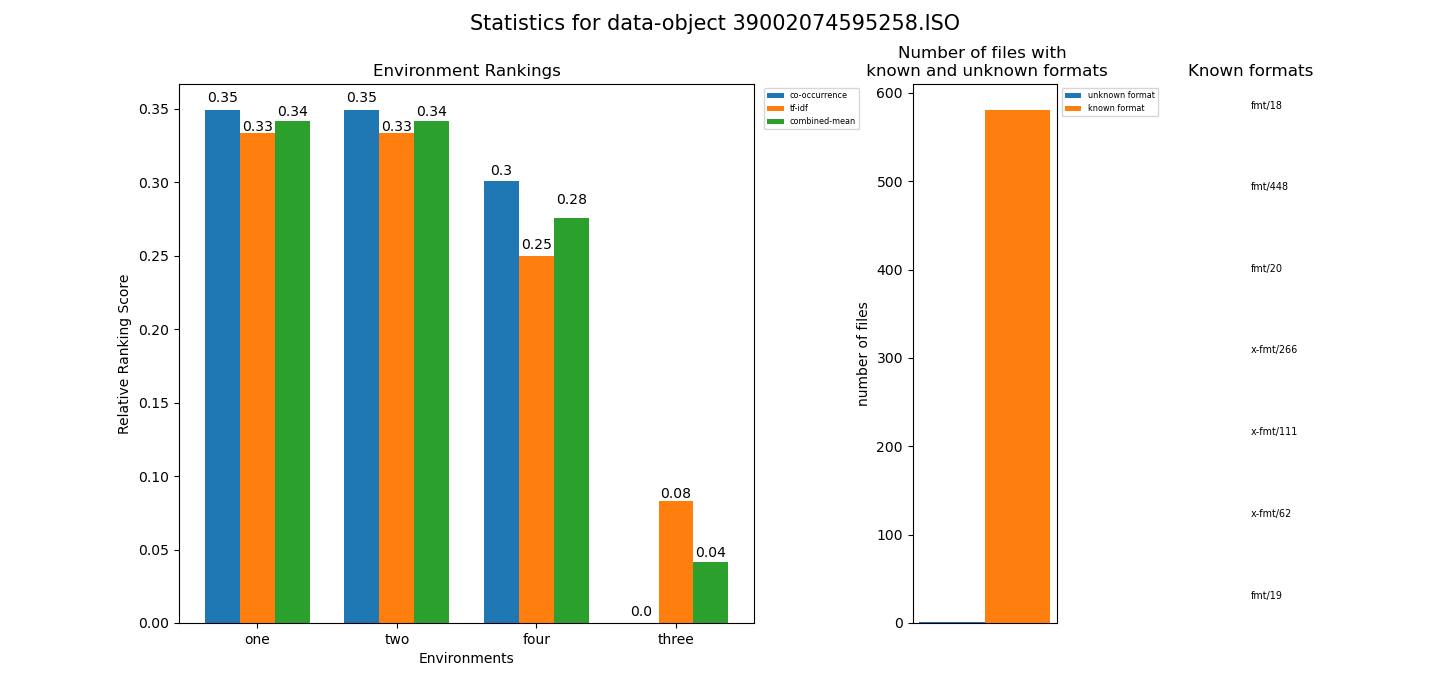 Statistics for data-object 39002074595258.ISO
Environment Rankings
0.35
0.30
0.25
0.20
0.15
0.10
0.05
0.00
Relative Ranking Score
0.35
0.33
0.34
0.35
0.33
0.34
0.3
0.25
0.28
0.0
0.08
0.04
one
two
four
three
Environments
co-occurrence
tf-idf
combined-mean
Number of files with
known and unknown formats
600
500
400
300
200
100
0
number of files
unknown format
known format
Known formats
fmt/18
fmt/448
fmt/20
x-fmt/266
x-fmt/111
x-fmt/62
fmt/19